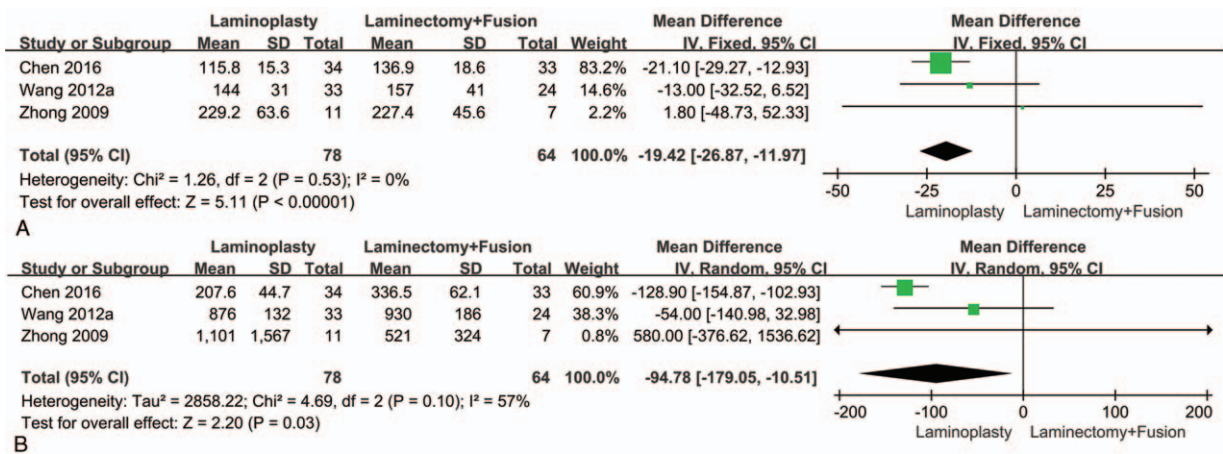 Laminoplasty Laminectomy+Fusion Mean Difference Mean Difference
Study or Subgroup Mean SD Total Mean SD Total Weight IV, Fixed, 95% CI IV, Fixed, 95% CI
Chen 2016 115.8 15.3 34 136.9 18.6 33 83.2% -21.10 [-29.27, -12.93]
Wang 2012a 144 31 33 157 41 24 14.6% -13.00 [-32.52, 6.52]
Zhong 2009 229.2 63.6 11 227.4 45.6 7 2.2% 1.80 [-48.73, 52.33]
Total (95% CI) 78 64 100.0% -19.42 [-26.87, -11.97]
Heterogeneity: Chi² = 1.26, df = 2 (P = 0.53); I² = 0%
Test for overall effect: Z = 5.11 (P < 0.00001)
-50 -25 0 25 50
Laminoplasty Laminectomy+Fusion
A
Laminoplasty Laminectomy+Fusion Mean Difference Mean Difference
Study or Subgroup Mean SD Total Mean SD Total Weight IV, Random, 95% CI IV, Random, 95% CI
Chen 2016 207.6 44.7 34 336.5 62.1 33 60.9% -128.90 [-154.87, -102.93]
Wang 2012a 876 132 33 930 186 24 38.3% -54.00 [-140.98, 32.98]
Zhong 2009 1,101 1,567 11 521 324 7 0.8% 580.00 [-376.62, 1536.62]
Total (95% CI) 78 64 100.0% -94.78 [-179.05, -10.51]
Heterogeneity: Tau² = 2858.22; Chi² = 4.69, df = 2 (P = 0.10); I² = 57%
Test for overall effect: Z = 2.20 (P = 0.03)
-200 -100 0 100 200
Laminoplasty Laminectomy+Fusion
B